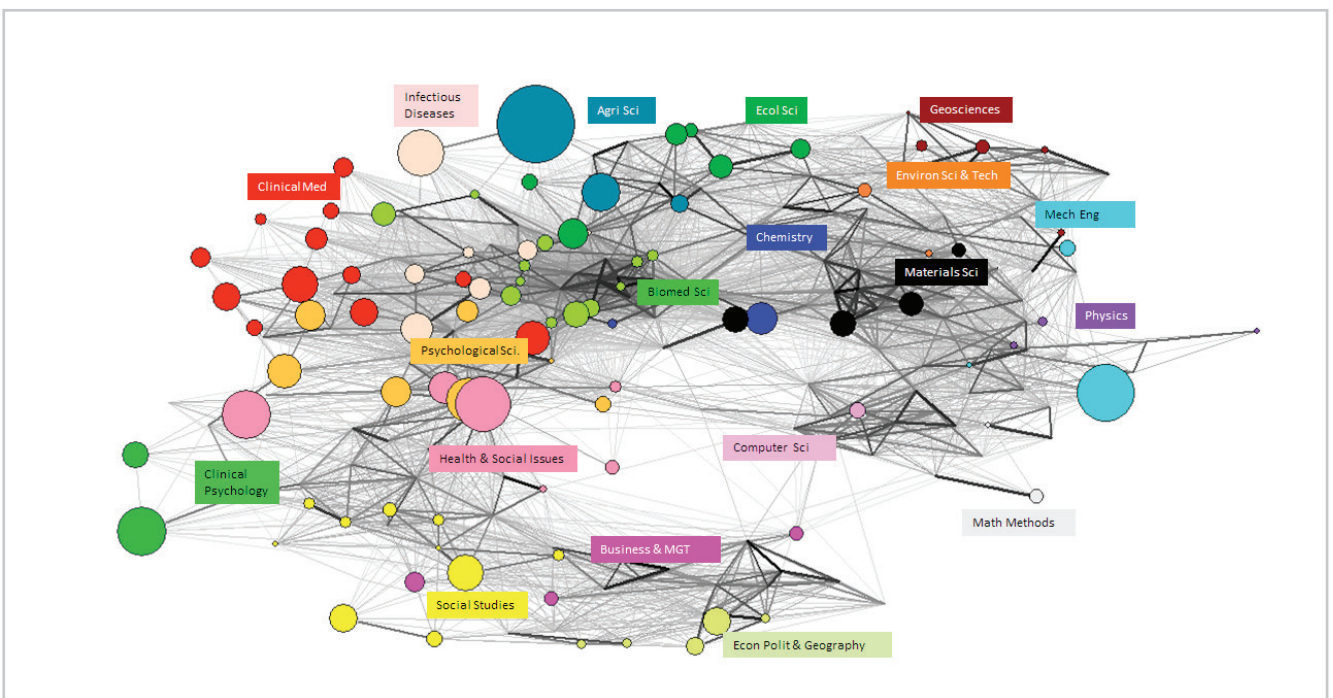 Infectious
Diseases
Agri Sci
Ecol Sci
Geosciences
Clinical Med
Environ Sci & Tech
Mech Eng
Chemistry
Materials Sci
Biomed Sci
Physics
Psychological Sci.
Computer Sci
Health & Social Issues
Clinical
Psychology
Math Methods
Business & MGT
Social Studies
Econ Polit & Geography